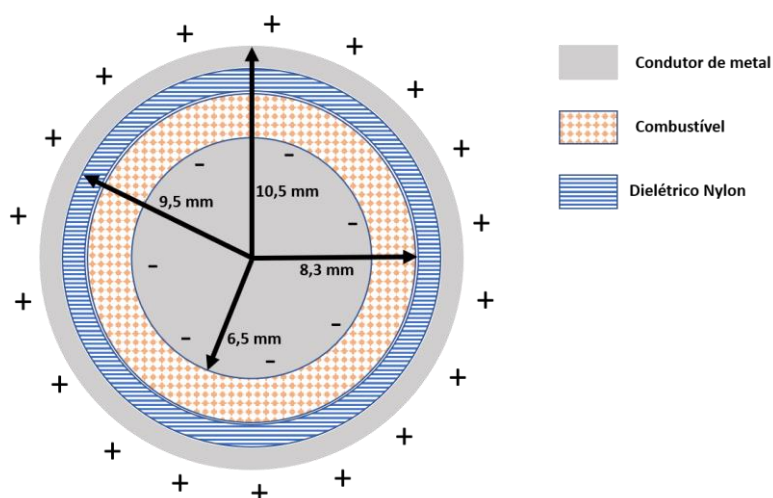 Condutor de metal
Combustível
Dielétrico Nylon
10,5 mm
9,5 mm
8,3 mm
6,5 mm